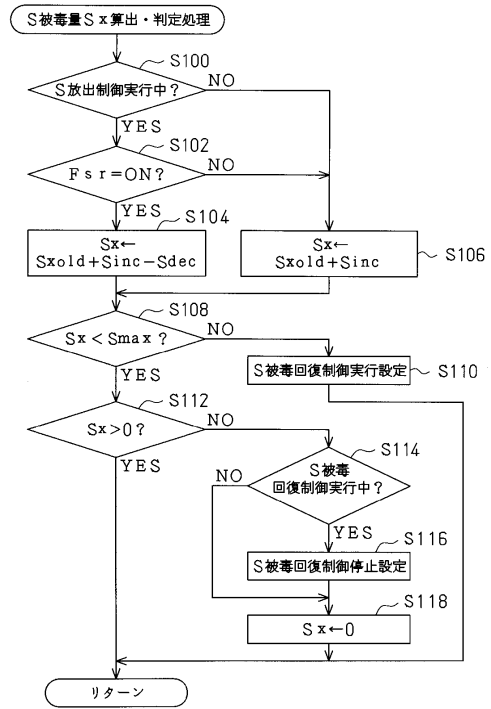 S被毒量Sx算出・判定処理
S100
S放出制御実行中？
NO
YES
S102
Fsr＝ON？
NO
YES
S104
Sx←
Sxold＋Sinc－Sdec
Sx←
Sxold＋Sinc
S106
S108
Sx＜Smax？
NO
YES
S被毒回復制御実行設定
S110
S112
Sx＞0？
NO
YES
S114
S被毒
回復制御実行中？
NO
YES
S116
S被毒回復制御停止設定
S118
Sx←0
リターン